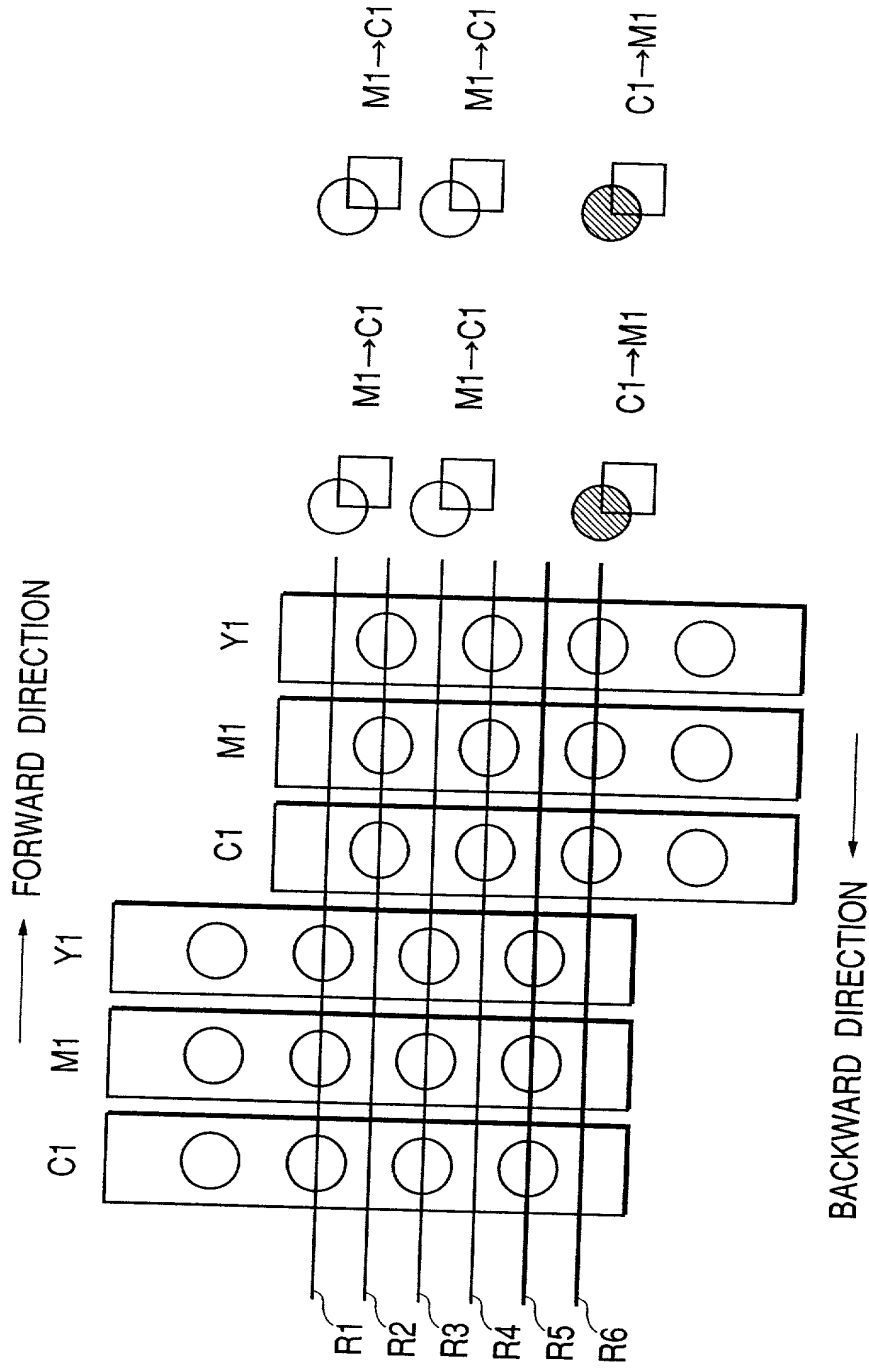 FORWARD DIRECTION
C1 M1 Y1
C1 M1 Y1
R1
R2
R3
R4
R5
R6
M1→C1 M1→C1
M1→C1 M1→C1
C1→M1 C1→M1
BACKWARD DIRECTION